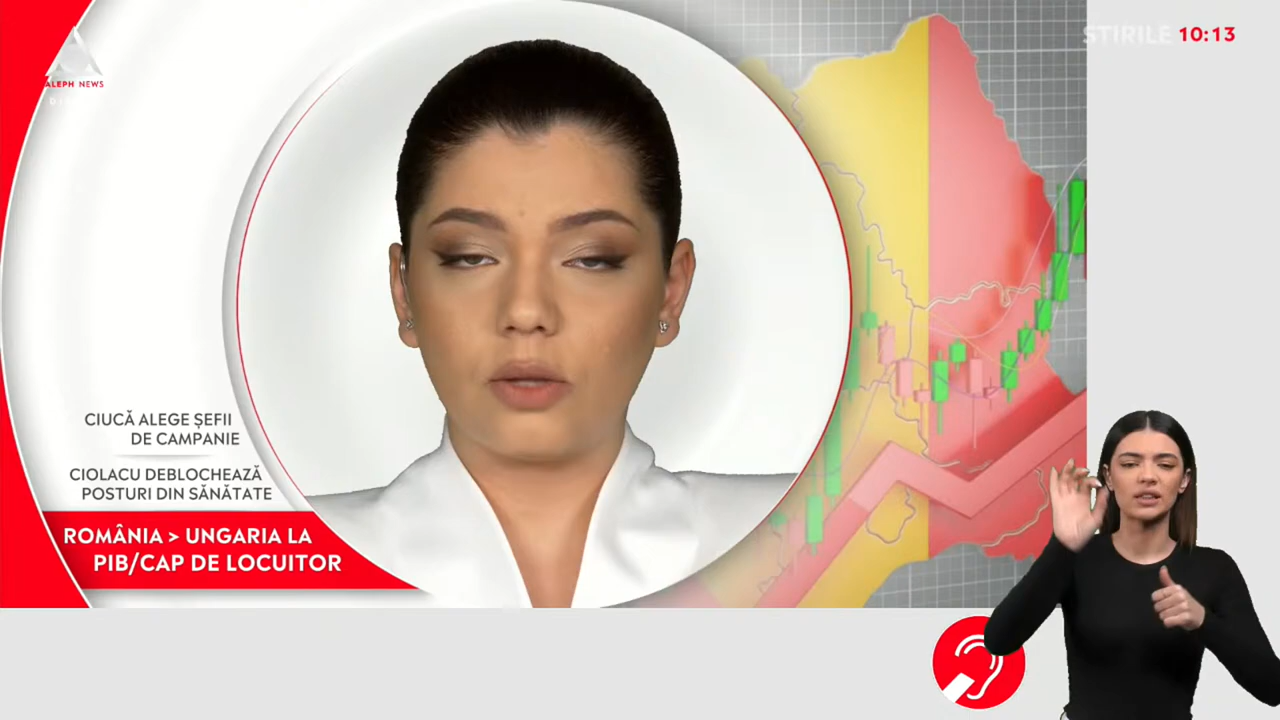 ALEPH NEWS
ȘTIRILE 10:13
CIUCĂ ALEGE ȘEFII
DE CAMPANIE
CIOLACU DEBLOCHEAZĂ
POSTURI DIN SĂNĂTATE
ROMÂNIA > UNGARIA LA
PIB/CAP DE LOCUITOR